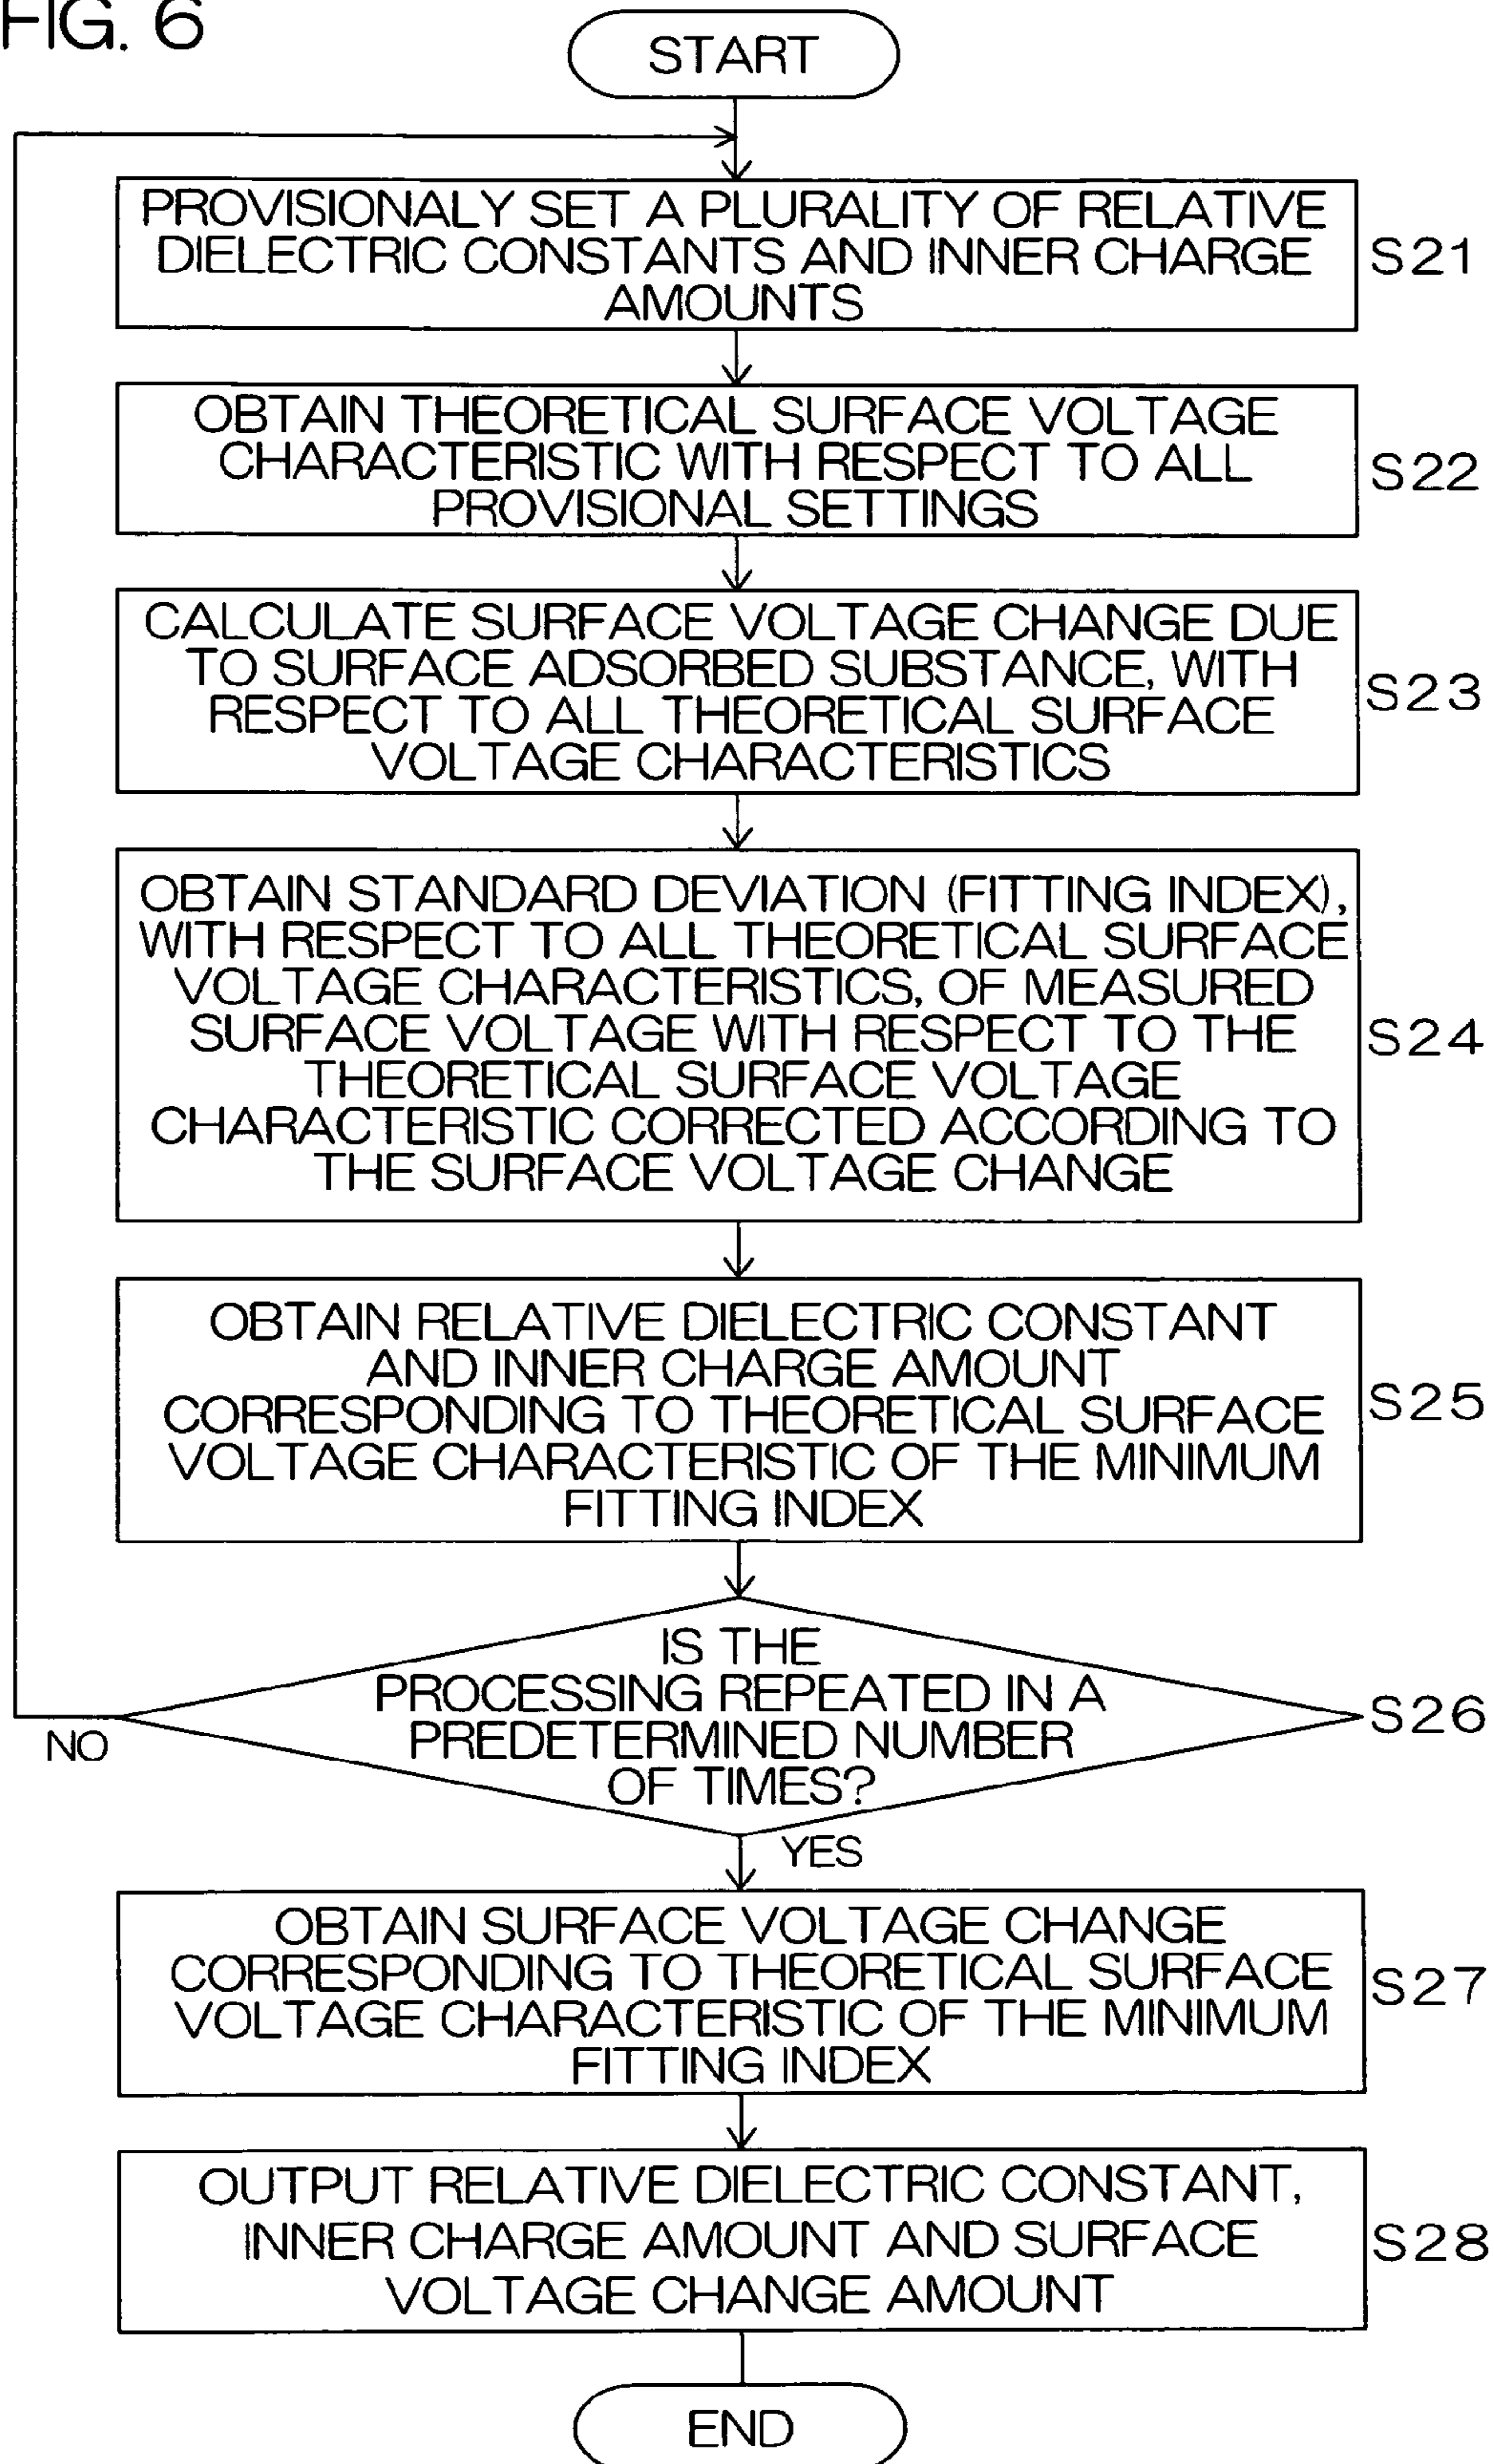 FIG. 6
START
PROVISIONALY SET A PLURALITY OF RELATIVE
DIELECTRIC CONSTANTS AND INNER CHARGE
AMOUNTS
S21
OBTAIN THEORETICAL SURFACE VOLTAGE
CHARACTERISTIC WITH RESPECT TO ALL
PROVISIONAL SETTINGS
S22
CALCULATE SURFACE VOLTAGE CHANGE DUE
TO SURFACE ADSORBED SUBSTANCE, WITH
RESPECT TO ALL THEORETICAL SURFACE
VOLTAGE CHARACTERISTICS
S23
OBTAIN STANDARD DEVIATION (FITTING INDEX),
WITH RESPECT TO ALL THEORETICAL SURFACE
VOLTAGE CHARACTERISTICS, OF MEASURED
SURFACE VOLTAGE WITH RESPECT TO THE
THEORETICAL SURFACE VOLTAGE
CHARACTERISTIC CORRECTED ACCORDING TO
THE SURFACE VOLTAGE CHANGE
S24
OBTAIN RELATIVE DIELECTRIC CONSTANT
AND INNER CHARGE AMOUNT
CORRESPONDING TO THEORETICAL SURFACE
VOLTAGE CHARACTERISTIC OF THE MINIMUM
FITTING INDEX
S25
IS THE
PROCESSING REPEATED IN A
PREDETERMINED NUMBER
OF TIMES?
S26
NO
YES
OBTAIN SURFACE VOLTAGE CHANGE
CORRESPONDING TO THEORETICAL SURFACE
VOLTAGE CHARACTERISTIC OF THE MINIMUM
FITTING INDEX
S27
OUTPUT RELATIVE DIELECTRIC CONSTANT,
INNER CHARGE AMOUNT AND SURFACE
VOLTAGE CHANGE AMOUNT
S28
END